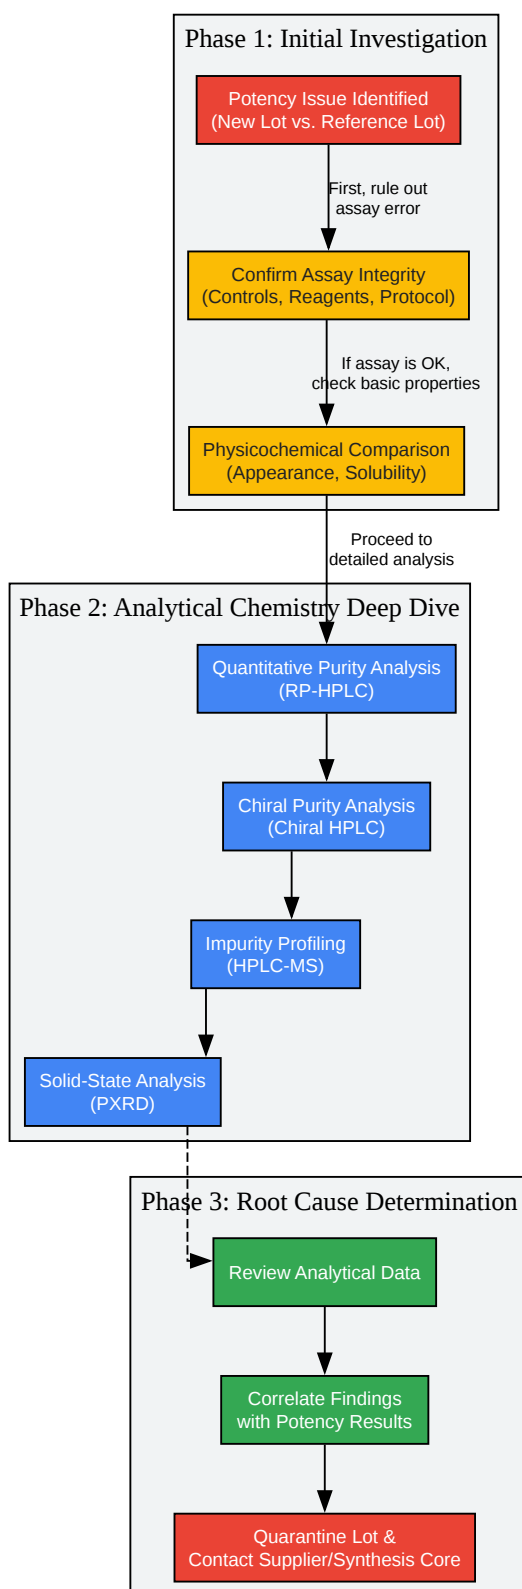 Phase 1: Initial Investigation
Potency Issue Identified
(New Lot vs. Reference Lot)
First, rule out
assay error
Confirm Assay Integrity
(Controls, Reagents, Protocol)
If assay is OK,
check basic properties
Physicochemical Comparison
(Appearance, Solubility)
Proceed to
detailed analysis
Phase 2: Analytical Chemistry Deep Dive
Quantitative Purity Analysis
(RP-HPLC)
Chiral Purity Analysis
(Chiral HPLC)
Impurity Profiling
(HPLC-MS)
Solid-State Analysis
(PXRD)
Phase 3: Root Cause Determination
Review Analytical Data
Correlate Findings
with Potency Results
Quarantine Lot &
Contact Supplier/Synthesis Core